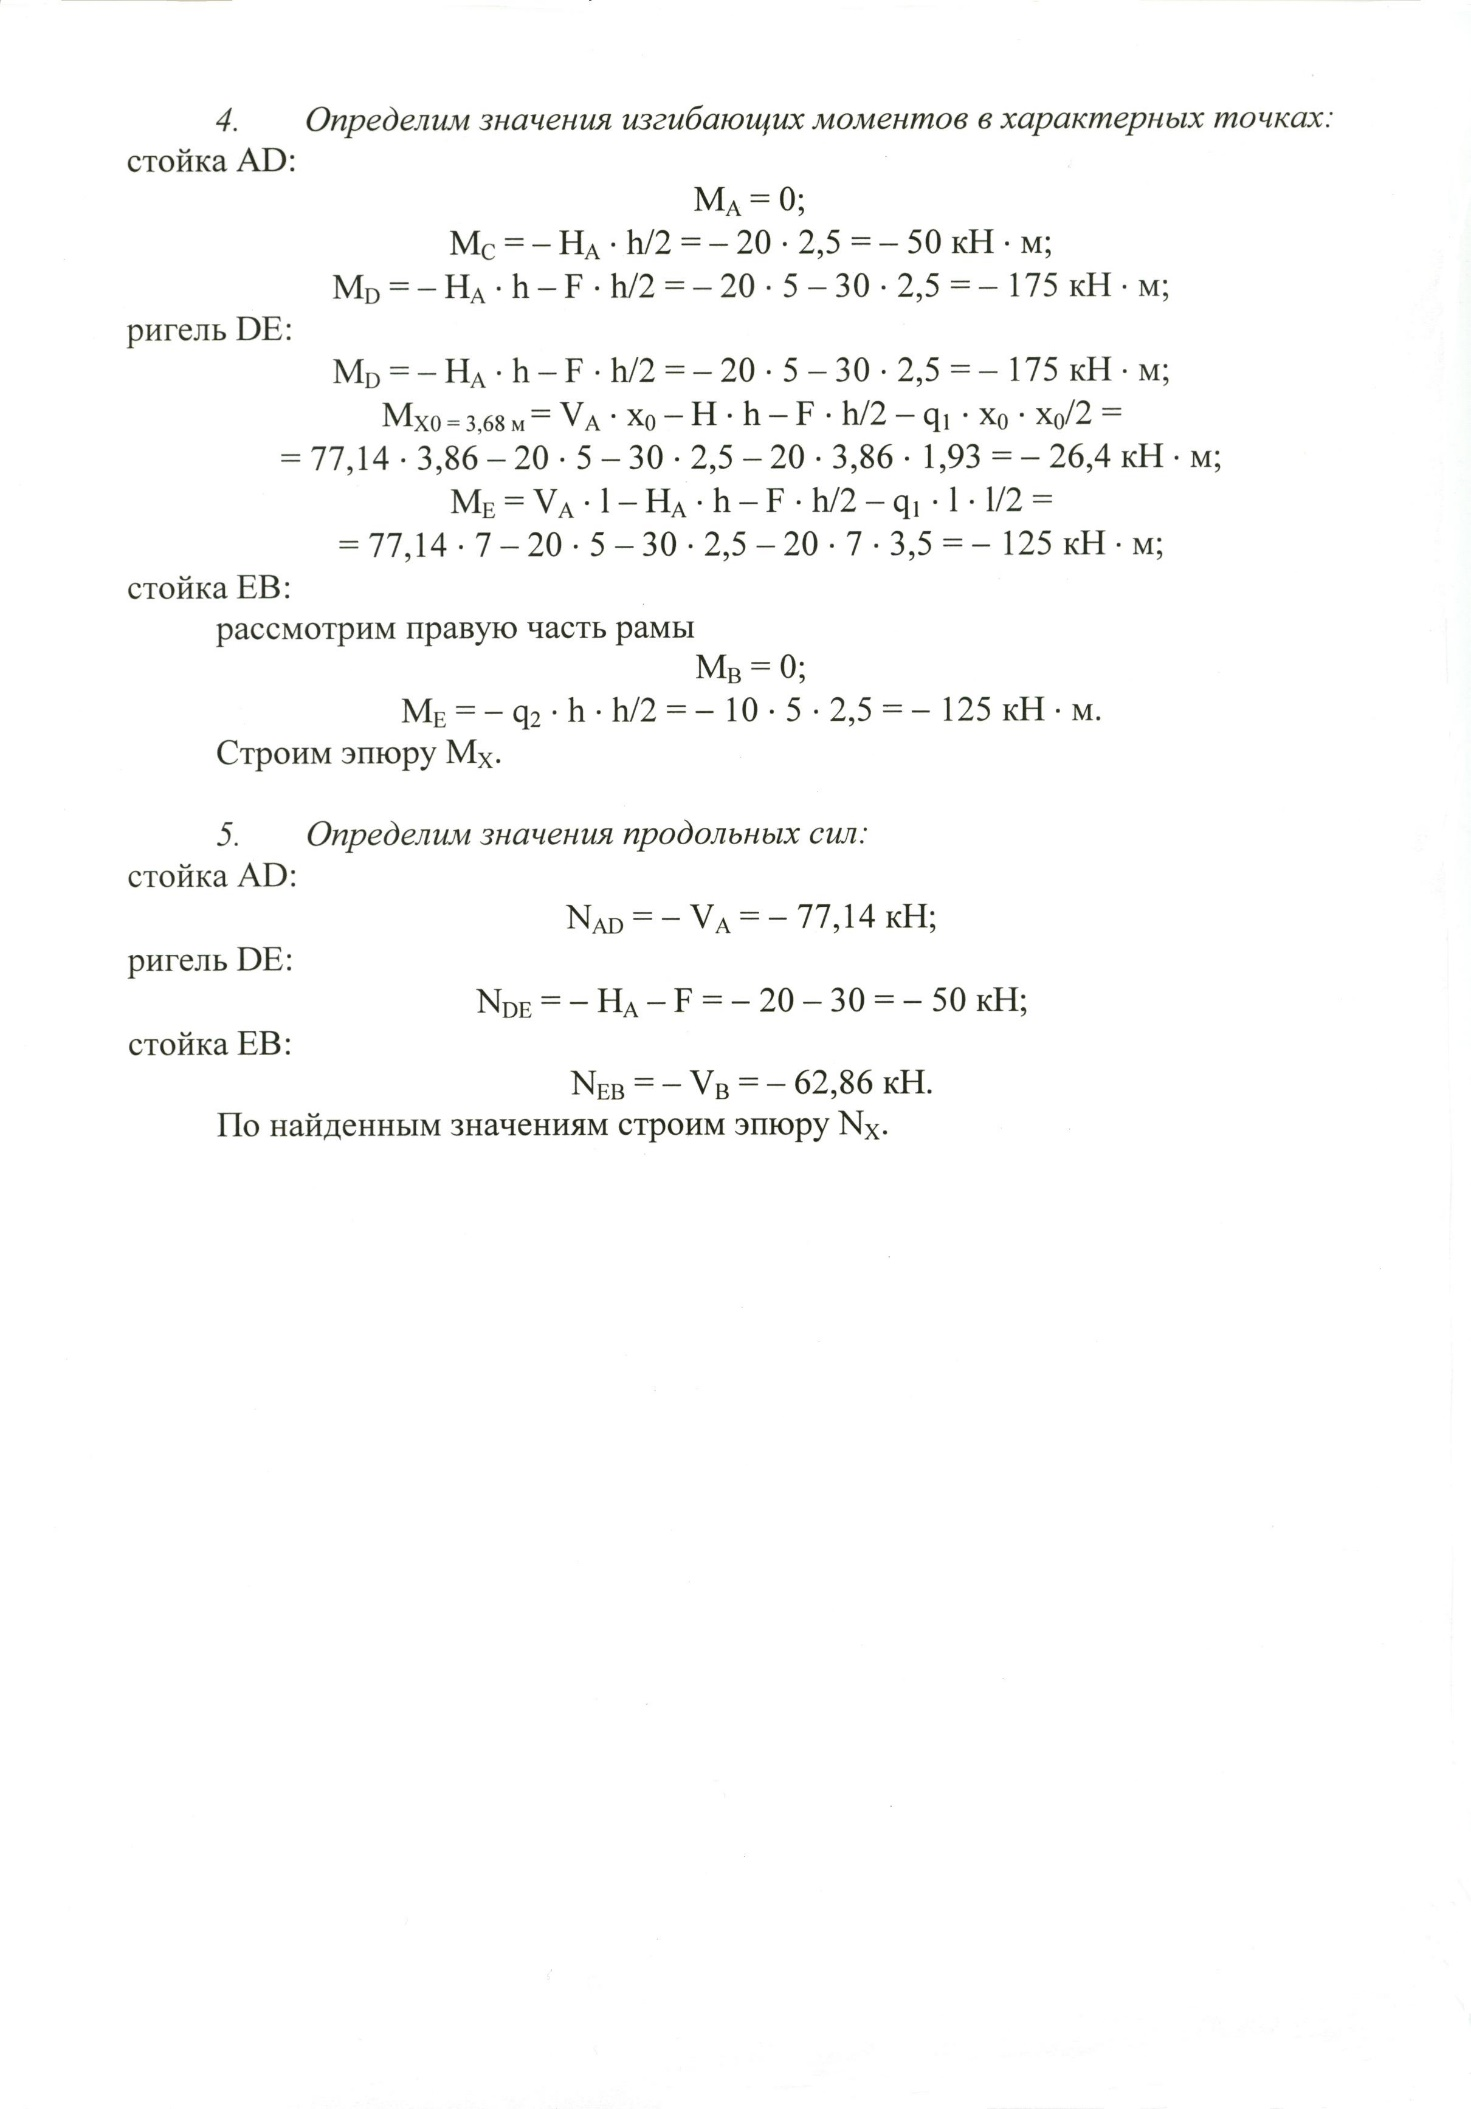 4. Определим значения изгибающих моментов в характерных точках:
стойка AD:
M_A = 0;
M_C = – H_A · h/2 = – 20 · 2,5 = – 50 кН · м;
M_D = – H_A · h – F · h/2 = – 20 · 5 – 30 · 2,5 = – 175 кН · м;
ригель DE:
M_D = – H_A · h – F · h/2 = – 20 · 5 – 30 · 2,5 = – 175 кН · м;
M_X0 = 3,68 м = V_A · x_0 – H · h – F · h/2 – q_1 · x_0 · x_0/2 =
= 77,14 · 3,86 – 20 · 5 – 30 · 2,5 – 20 · 3,86 · 1,93 = – 26,4 кН · м;
M_E = V_A · l – H_A · h – F · h/2 – q_1 · l · l/2 =
= 77,14 · 7 – 20 · 5 – 30 · 2,5 – 20 · 7 · 3,5 = – 125 кН · м;
стойка EB:
рассмотрим правую часть рамы
M_B = 0;
M_E = – q_2 · h · h/2 = – 10 · 5 · 2,5 = – 125 кН · м.
Строим эпюру M_X.
5. Определим значения продольных сил:
стойка AD:
N_AD = – V_A = – 77,14 кН;
ригель DE:
N_DE = – H_A – F = – 20 – 30 = – 50 кН;
стойка EB:
N_EB = – V_B = – 62,86 кН.
По найденным значениям строим эпюру N_X.